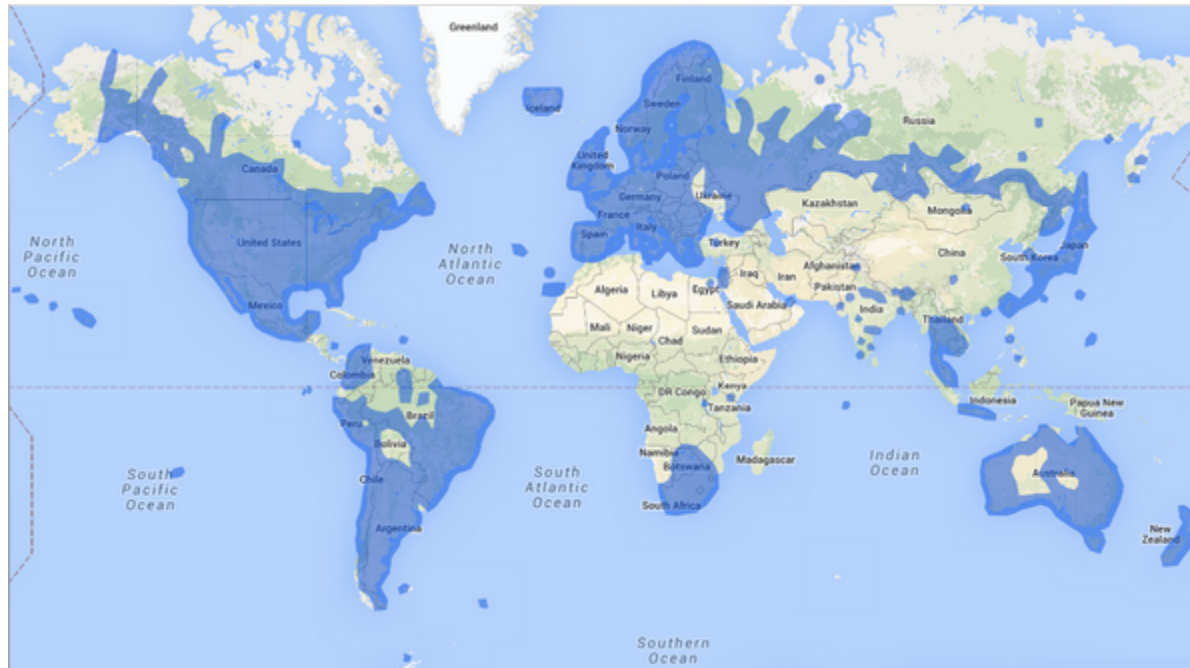 Greenland
Iceland
Finland
Sweden
Norway
Russia
Canada
United
Kingdom
Poland
Germany
Ukraine
Kazakhstan
Mongolia
France
Italy
Spain
Turkey
United States
North
Pacific
Ocean
North
Atlantic
Ocean
China
South Korea
Japan
Iraq
Iran
Afghanistan
Pakistan
Algeria
Libya
Egypt
Saudi Arabia
India
Mexico
Mali
Niger
Chad
Sudan
Thailand
Nigeria
Ethiopia
Venezuela
Colombia
DR Congo
Kenya
Tanzania
Indonesia
Papua New
Guinea
Brazil
Peru
Bolivia
Angola
Namibia
Botswana
Madagascar
Indian
Ocean
Australia
Chile
South
Pacific
Ocean
South
Atlantic
Ocean
South Africa
Argentina
New
Zealand
Southern
Ocean